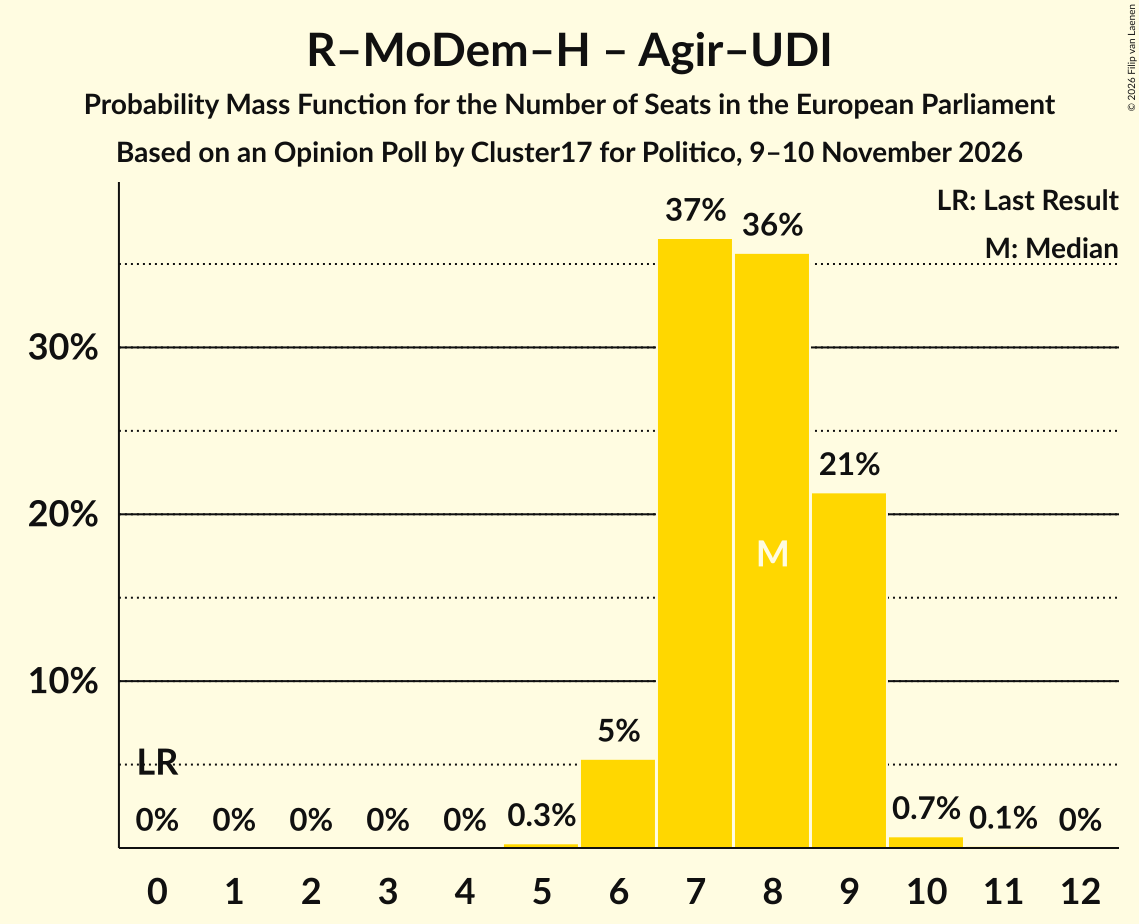 R–MoDem–H – Agir–UDI
Probability Mass Function for the Number of Seats in the European Parliament
Based on an Opinion Poll by Cluster17 for Politico, 9–10 November 2026
© 2026 Filip van Laenen
LR: Last Result
M: Median
37%
36%
30%
21%
20%
M
10%
5%
LR
0%
0%
0%
0%
0%
0.3%
0.7%
0.1%
0%
0 1 2 3 4 5 6 7 8 9 10 11 12